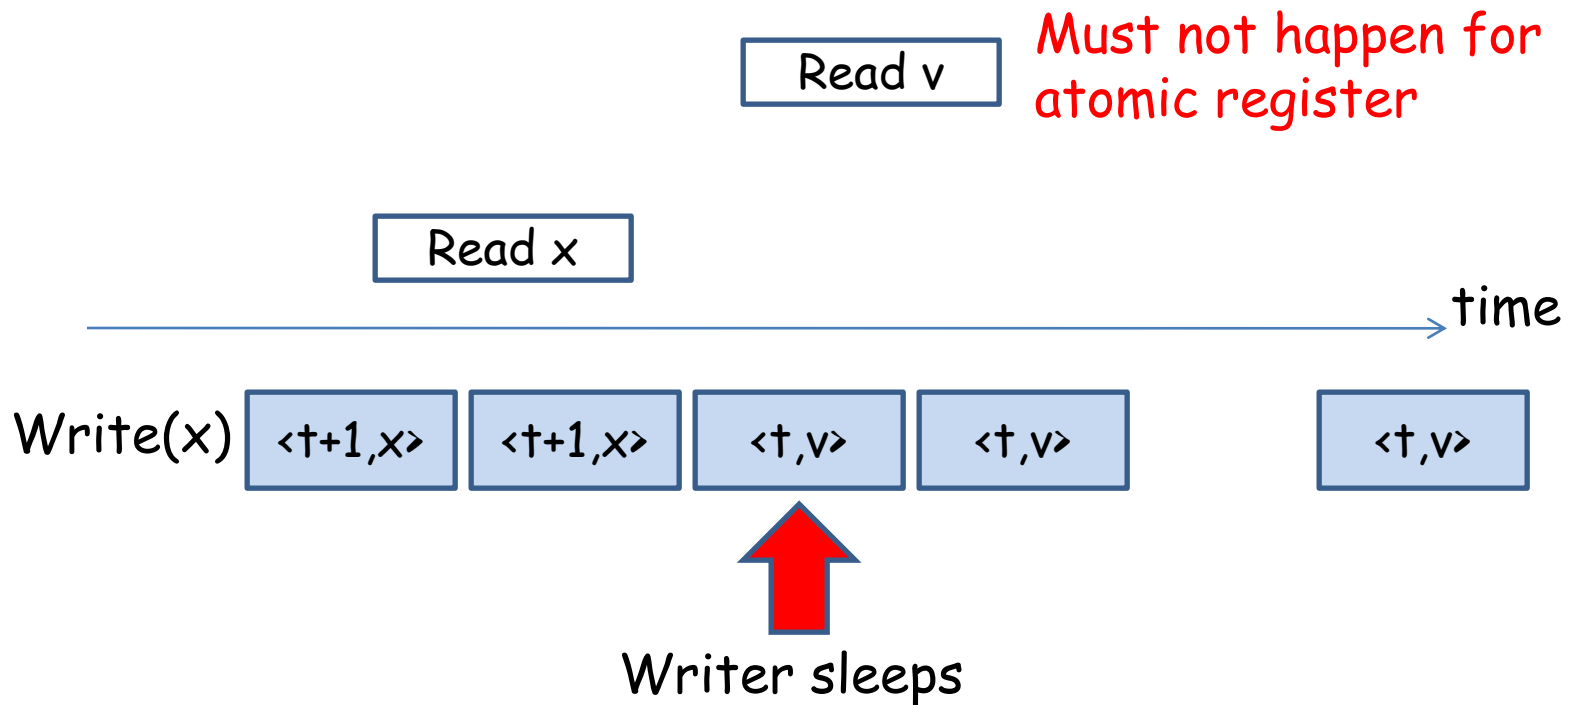 Read v
Must not happen for
atomic register
Read x
time
Write(x) <t+1,x> <t+1,x> <t,v> <t,v> <t,v>
Writer sleeps